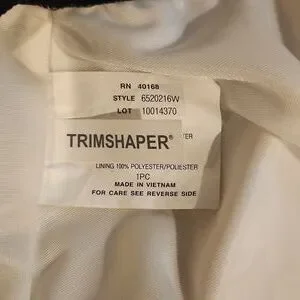 RN 40168
STYLE 6520216W
LOT 10014370
TRIMSHAPER® TER
LINING 100% POLYESTER/POLIESTER
1PC
MADE IN VIETNAM
FOR CARE SEE REVERSE SIDE